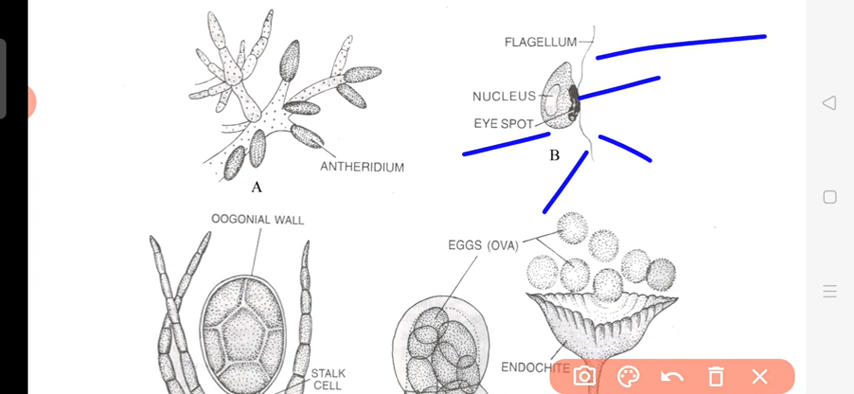 FLAGELLUM
NUCLEUS
EYE SPOT
B
ANTHERIDIUM
A
OOGONIAL WALL
EGGS (OVA)
ENDOCHITE
STALK
CELL